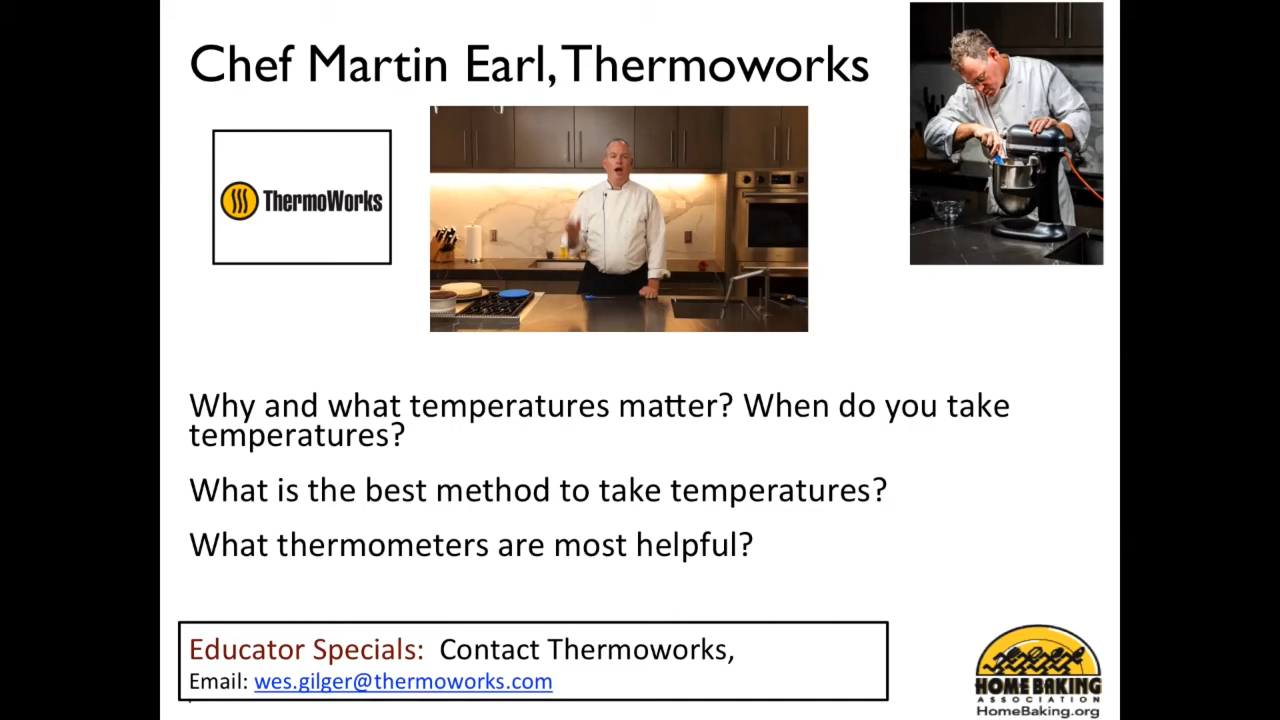 Chef Martin Earl, Thermoworks
ThermoWorks
Why and what temperatures matter? When do you take
temperatures?
What is the best method to take temperatures?
What thermometers are most helpful?
Educator Specials: Contact Thermoworks,
Email: wes.gilger@thermoworks.com
HOME BAKING
ASSOCIATION
HomeBaking.org